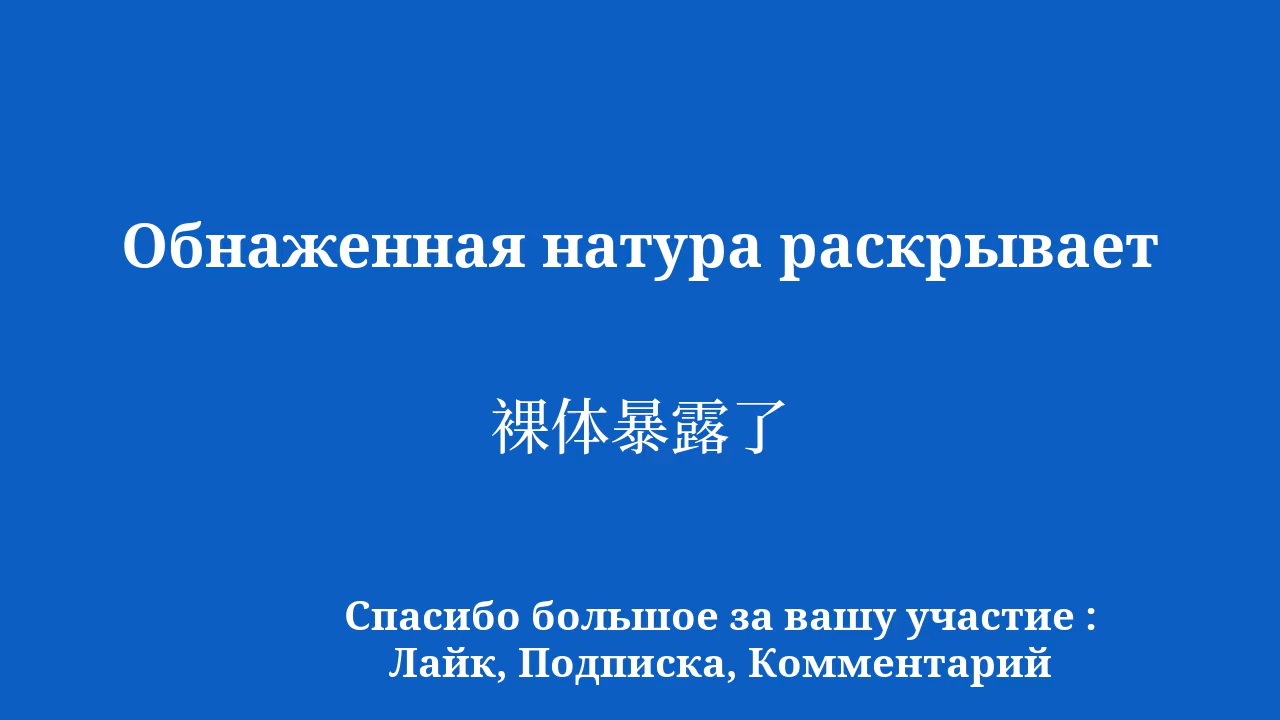 Обнаженная натура раскрывает
裸体暴露了
Спасибо большое за вашу участие :
Лайк, Подписка, Комментарий